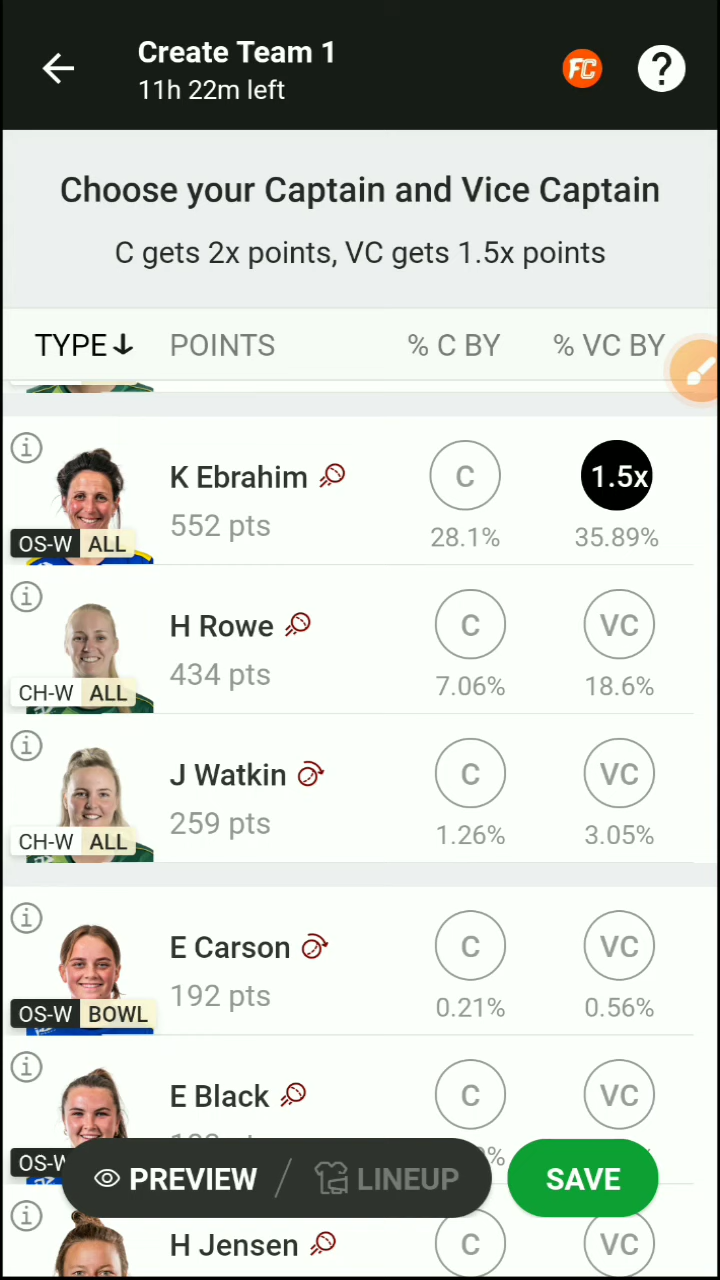 Create Team 1
11h 22m left
FC
?
Choose your Captain and Vice Captain
C gets 2x points, VC gets 1.5x points
TYPE↓ POINTS % C BY % VC BY
K Ebrahim C 1.5x
552 pts 28.1% 35.89%
OS-W ALL
H Rowe C VC
434 pts 7.06% 18.6%
CH-W ALL
J Watkin C VC
259 pts 1.26% 3.05%
CH-W ALL
E Carson C VC
192 pts 0.21% 0.56%
OS-W BOWL
E Black C VC
PREVIEW / LINEUP SAVE
H Jensen C VC